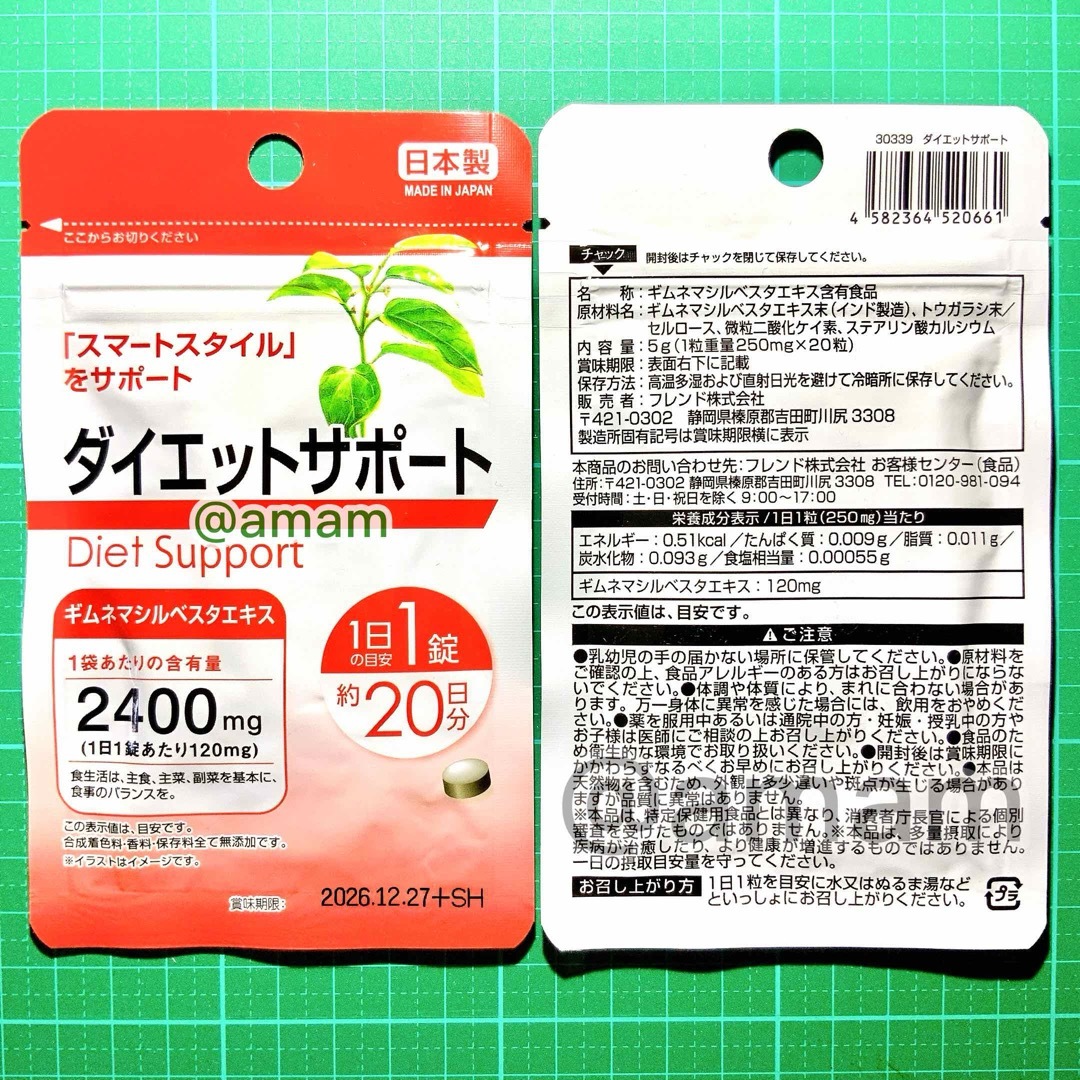 日本製
MADE IN JAPAN
ここからお切りください
「スマートスタイル」
をサポート
ダイエットサポート
@amam
Diet Support
ギムネマシルベスタエキス
1袋あたりの含有量
2400mg
(1日1錠あたり120mg)
食生活は、主食、主菜、副菜を基本に、
食事のバランスを。
1日
の目安
1錠
約20日分
この表示値は、目安です。
合成着色料・香料・保存料全て無添加です。
※イラストはイメージです。
賞味期限:
2026.12.27+SH
30339 ダイエットサポート
4 582364 520661
チャック 開封後はチャックを閉じて保存してください。
名 称:ギムネマシルベスタエキス含有食品
原材料名:ギムネマシルベスタエキス末(インド製造)、トウガラシ末/
セルロース、微粒二酸化ケイ素、ステアリン酸カルシウム
内容量:5g(1粒重量250mg×20粒)
賞味期限:表面右下に記載
保存方法:高温多湿および直射日光を避けて冷暗所に保存してください。
販売者:フレンド株式会社
〒421-0302 静岡県榛原郡吉田町川尻 3308
製造所固有記号は賞味期限横に表示
本商品のお問い合わせ先:フレンド株式会社 お客様センター(食品)
住所:〒421-0302 静岡県榛原郡吉田町川尻 3308 TEL:0120-981-094
受付時間:土・日・祝日を除く 9:00〜17:00
栄養成分表示/1日1粒(250mg)当たり
エネルギー:0.51kcal/たんぱく質:0.009g/脂質:0.011g/
炭水化物:0.093g/食塩相当量:0.00055g
ギムネマシルベスタエキス:120mg
この表示値は、目安です。
ご注意
●乳幼児の手の届かない場所に保管してください。●原材料を
ご確認の上、食品アレルギーのある方はお召し上がりにならな
いでください。●体調や体質により、まれに合わない場合があ
ります。万一身体に異常を感じた場合には、飲用をおやめくだ
さい。●薬を服用中あるいは通院中の方・妊娠・授乳中の方や
お子様は医師にご相談の上お召し上がりください。●食品のた
め衛生的な環境でお取り扱いください。●開封後は賞味期限に
かかわらずなるべくお早めにお召し上がりください。●本品は
天然物を含むため、外観上多少違いや斑点が生じる場合があり
ますが品質に異常はありません。
※本品は、特定保健用食品とは異なり、消費者庁長官による個別
審査を受けたものではありません。※本品は、多量摂取により
疾病が治癒したり、より健康が増進するものではありません。
一日の摂取目安量を守ってください。
@amam
お召し上がり方 1日1粒を目安に水又はぬるま湯など
といっしょにお召し上がりください。
プラ